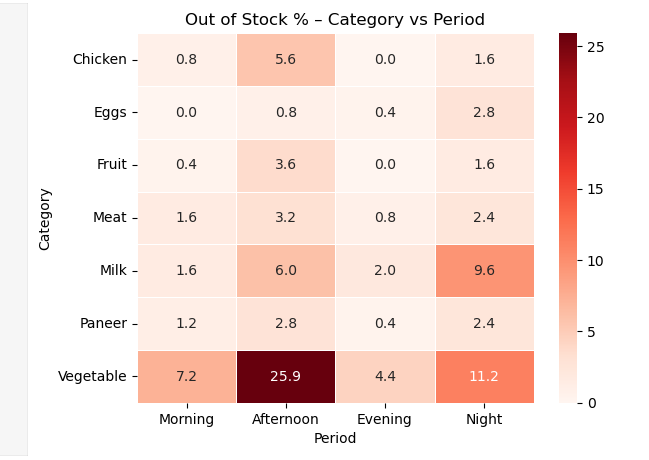 Out of Stock % – Category vs Period
Category
Chicken 0.8 5.6 0.0 1.6
Eggs 0.0 0.8 0.4 2.8
Fruit 0.4 3.6 0.0 1.6
Meat 1.6 3.2 0.8 2.4
Milk 1.6 6.0 2.0 9.6
Paneer 1.2 2.8 0.4 2.4
Vegetable 7.2 25.9 4.4 11.2
Morning Afternoon Evening Night
Period
25
20
15
10
5
0